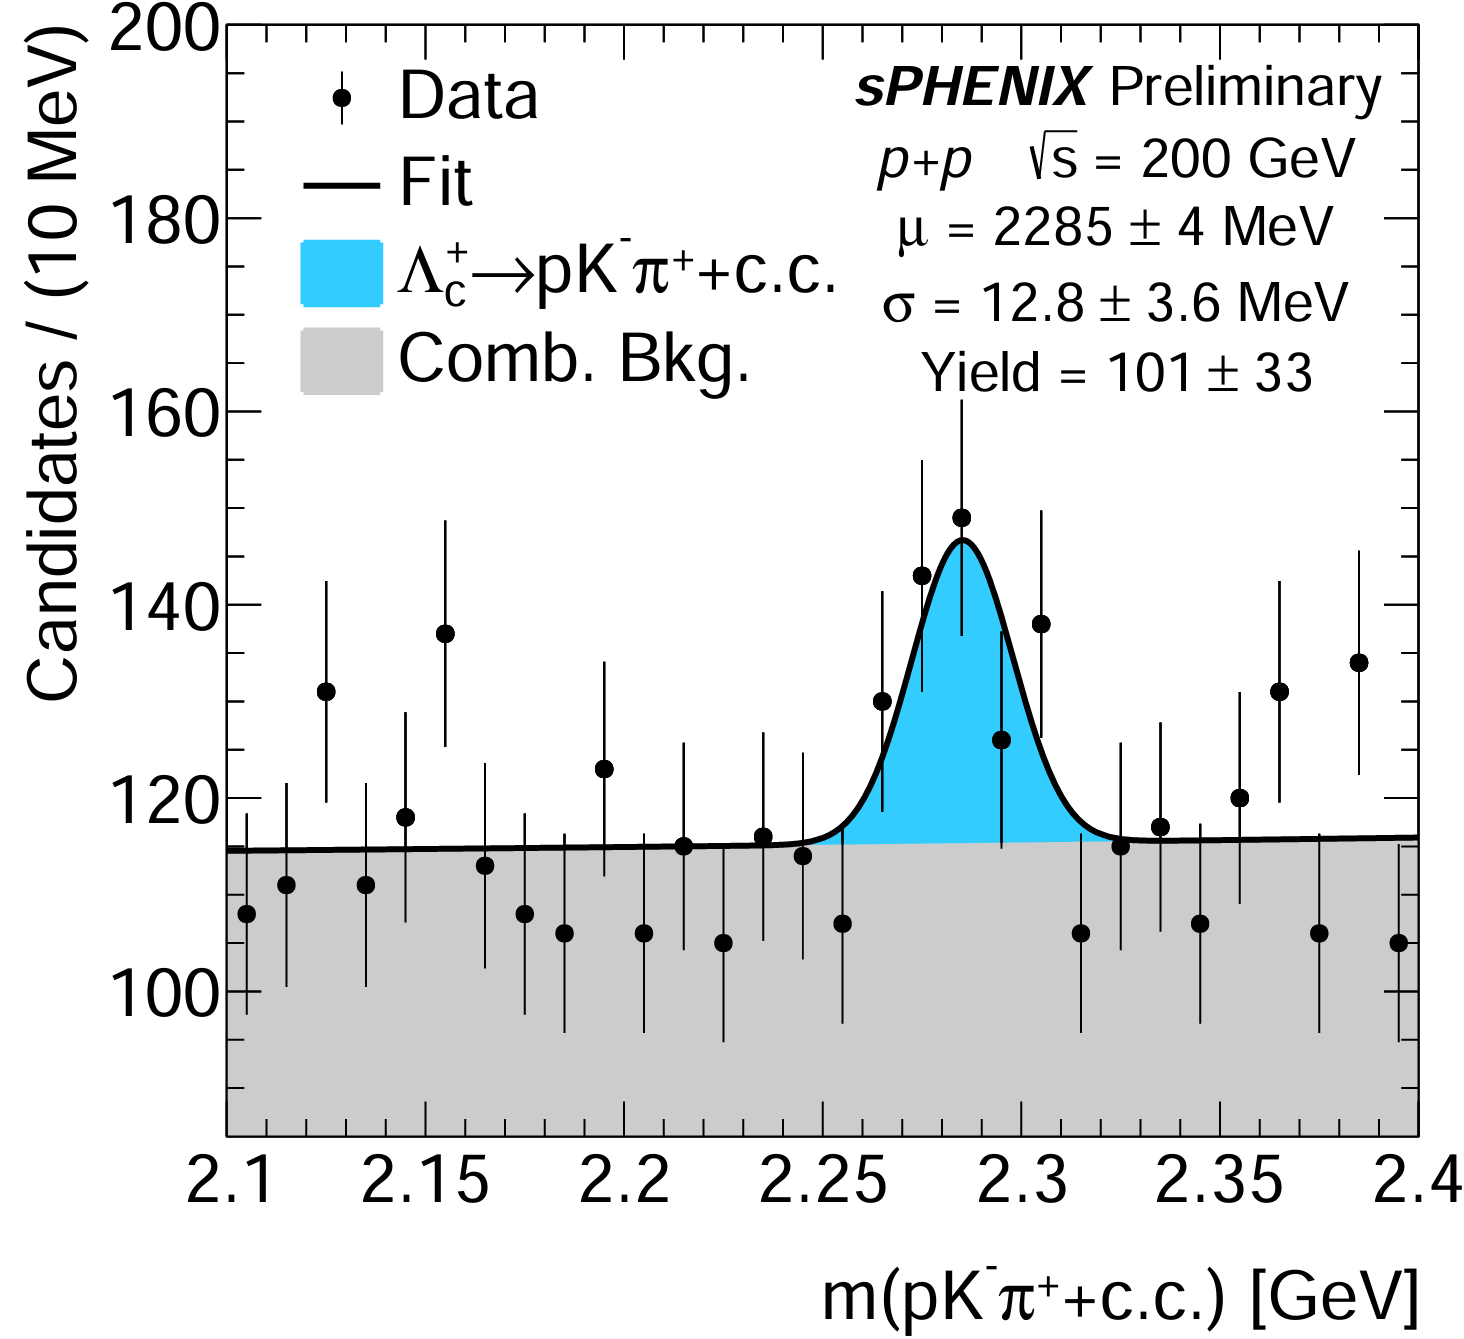 Candidates / (10 MeV)
200
180
160
140
120
100
Data
Fit
Λc+→pK-π++c.c.
Comb. Bkg.
sPHENIX Preliminary
p+p √s = 200 GeV
μ = 2285 ± 4 MeV
σ = 12.8 ± 3.6 MeV
Yield = 101 ± 33
2.1 2.15 2.2 2.25 2.3 2.35 2.4
m(pK-π++c.c.) [GeV]